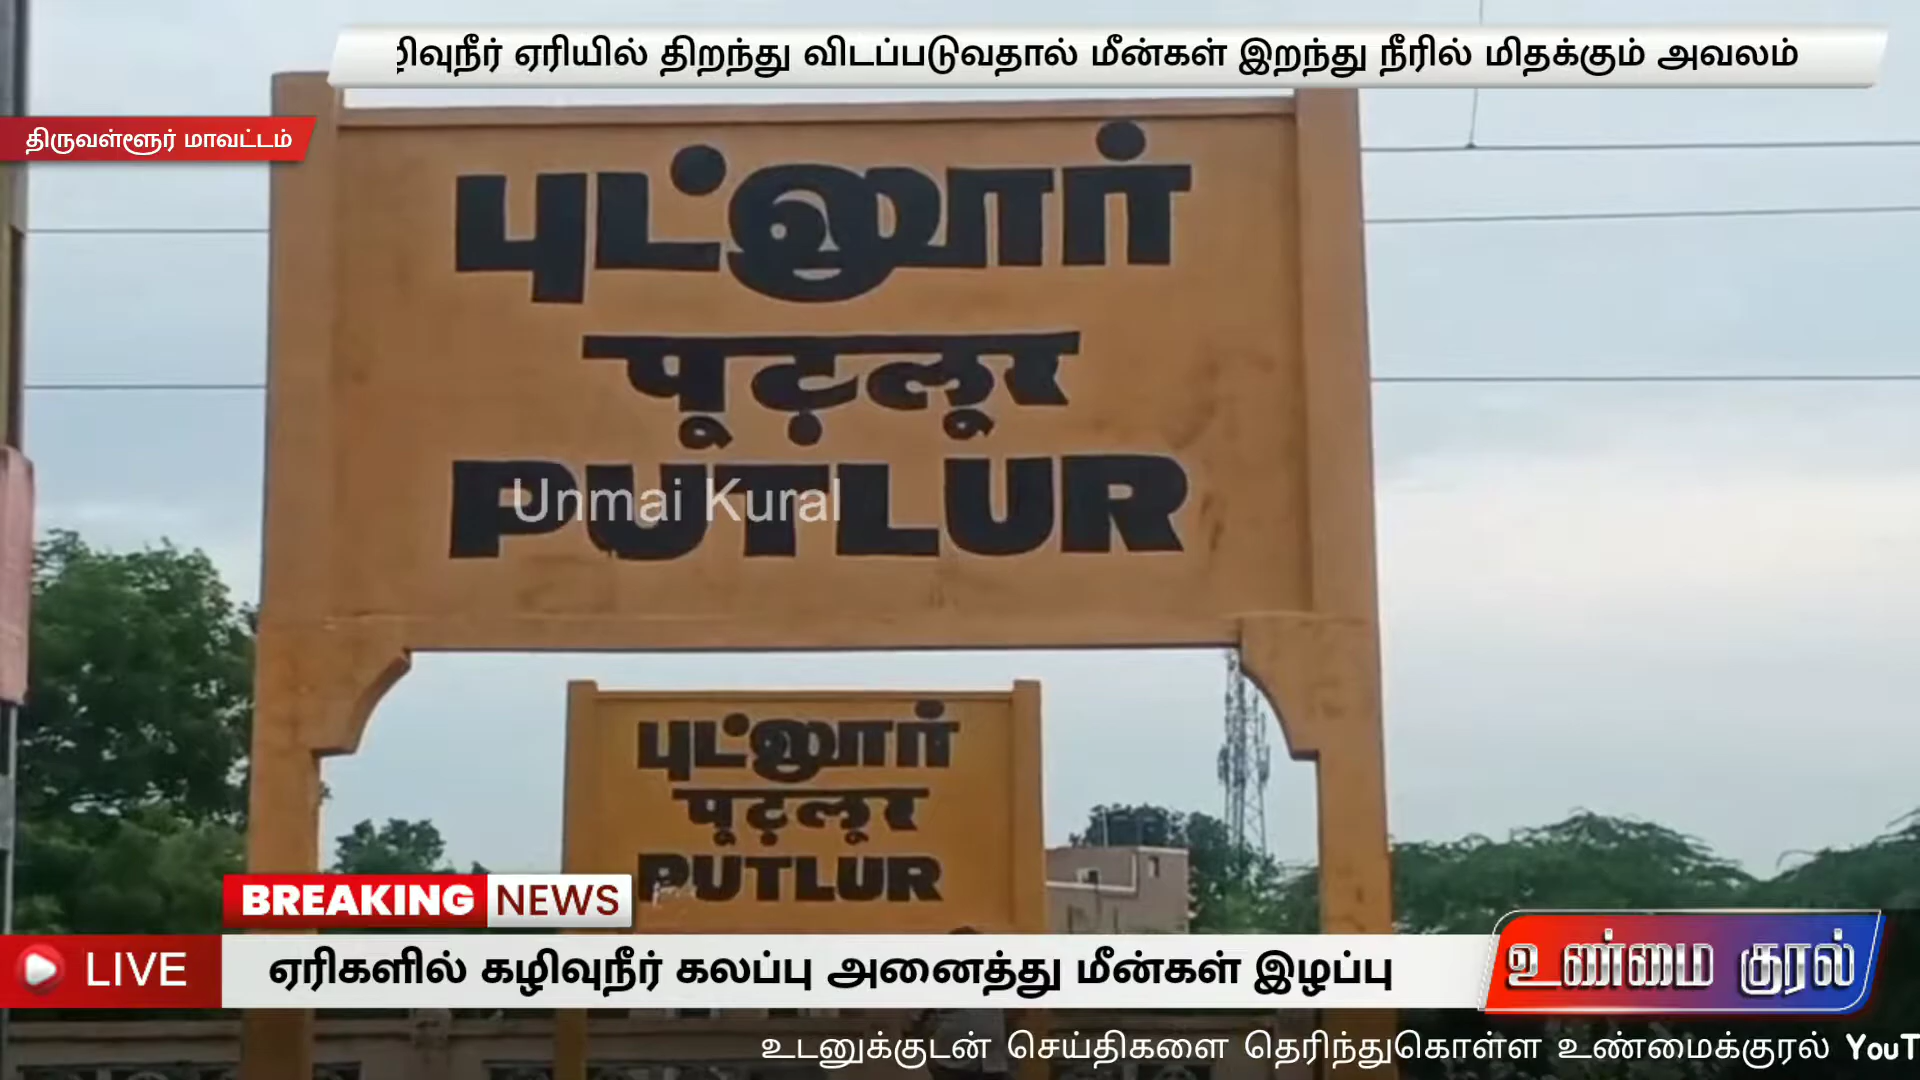 ஏரியில் திறந்து விடப்படுவதால் மீன்கள் இறந்து நீரில் மிதக்கும் அவலம்
திருவள்ளூர் மாவட்டம்
புட்லூர்
पूट्लूर
PUTLUR
Unmai Kural
புட்லூர்
पूट्लूर
PUTLUR
BREAKING NEWS
LIVE
ஏரிகளில் கழிவுநீர் கலப்பு அனைத்து மீன்கள் இழப்பு
உண்மை குரல்
உடனுக்குடன் செய்திகளை தெரிந்துகொள்ள உண்மைக்குரல்